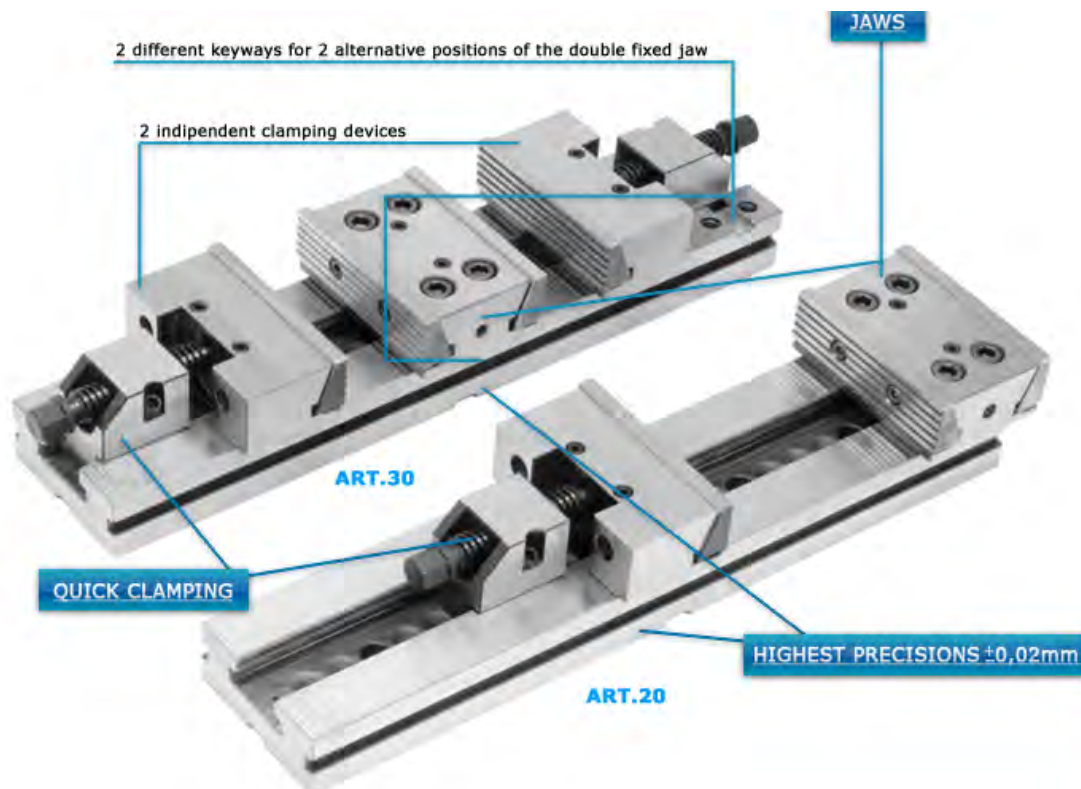 JAWS
2 different keyways for 2 alternative positions of the double fixed jaw
2 indipendent clamping devices
ART.30
QUICK CLAMPING
HIGHEST PRECISIONS ±0,02mm
ART.20